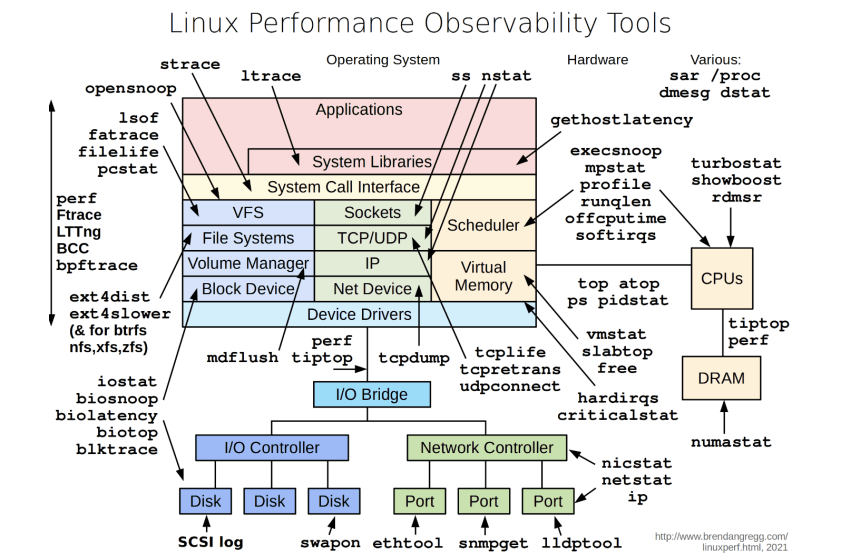 Linux Performance Observability Tools
Operating System
Hardware
Various:
sar /proc
dmesg dstat
strace
ltrace
ss nstat
opensnoop
gethostlatency
lsof
fatrace
filelife
pcstat
Applications
System Libraries
System Call Interface
VFS
Sockets
Scheduler
File Systems
TCP/UDP
Volume Manager
IP
Virtual
Memory
Block Device
Net Device
Device Drivers
execsnoop
mpstat
profile
runqlen
offcputime
softirqs
turbostat
showboost
rdmsr
perf
Ftrace
LTTng
BCC
bpftrace
CPUs
top atop
ps pidstat
ext4dist
ext4slower
(& for btrfs
nfs,xfs,zfs)
mdflush
perf
tiptop
tcpdump
tcplife
tcpretrans
udpconnect
vmstat
slabtop
free
tiptop
perf
DRAM
hardirqs
criticalstat
numastat
iostat
biosnoop
biolatency
biotop
blktrace
I/O Bridge
I/O Controller
Network Controller
nicstat
netstat
ip
Disk
Disk
Disk
Port
Port
Port
SCSI log
swapon
ethtool
snmpget
lldptool
http://www.brendangregg.com/
linuxperf.html, 2021